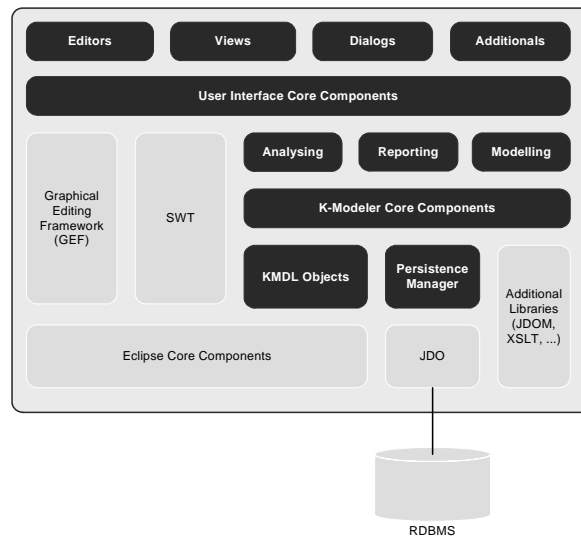 Editors
Views
Dialogs
Additionals
User Interface Core Components
Graphical
Editing
Framework
(GEF)
SWT
Analysing
Reporting
Modelling
K-Modeler Core Components
KMDL Objects
Persistence
Manager
Additional
Libraries
(JDOM,
XSLT, ...)
Eclipse Core Components
JDO
RDBMS